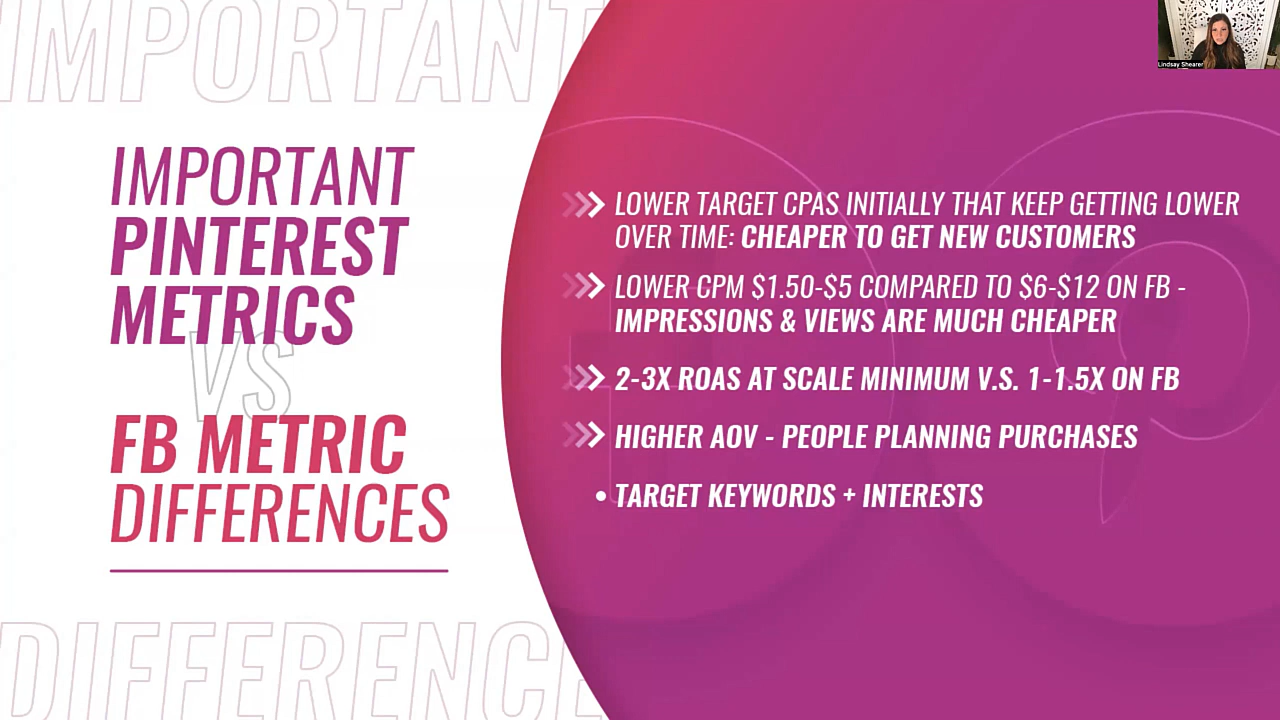 IMPORTANT
IMPORTANT
PINTEREST
METRICS
VS
FB METRIC
DIFFERENCES
DIFFERENC
LOWER TARGET CPAS INITIALLY THAT KEEP GETTING LOWER
OVER TIME: CHEAPER TO GET NEW CUSTOMERS
LOWER CPM $1.50-$5 COMPARED TO $6-$12 ON FB -
IMPRESSIONS & VIEWS ARE MUCH CHEAPER
2-3X ROAS AT SCALE MINIMUM V.S. 1-1.5X ON FB
HIGHER AOV - PEOPLE PLANNING PURCHASES
• TARGET KEYWORDS + INTERESTS
Lindsay Shearer